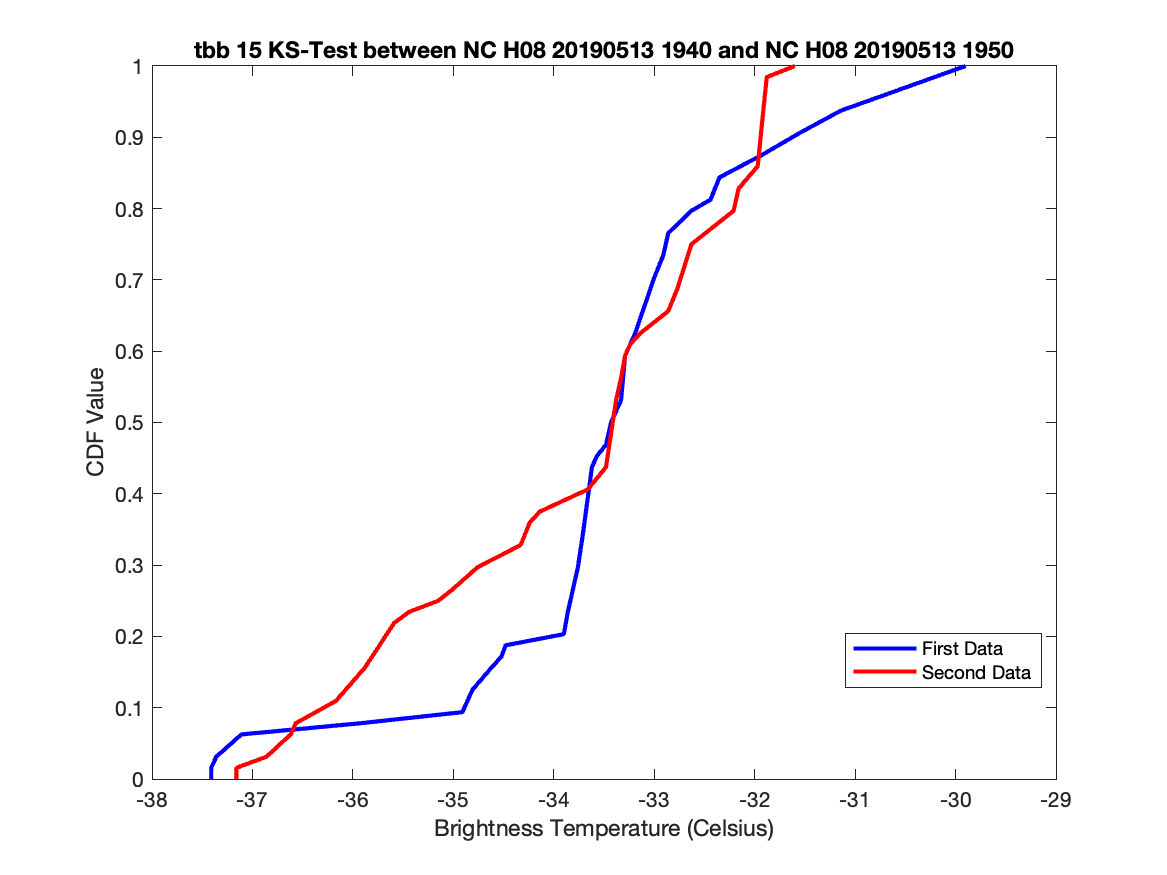 tbb 15 KS-Test between NC H08 20190513 1940 and NC H08 20190513 1950
1
0.9
0.8
0.7
0.6
0.5
0.4
0.3
0.2
0.1
0
CDF Value
First Data
Second Data
-38 -37 -36 -35 -34 -33 -32 -31 -30 -29
Brightness Temperature (Celsius)